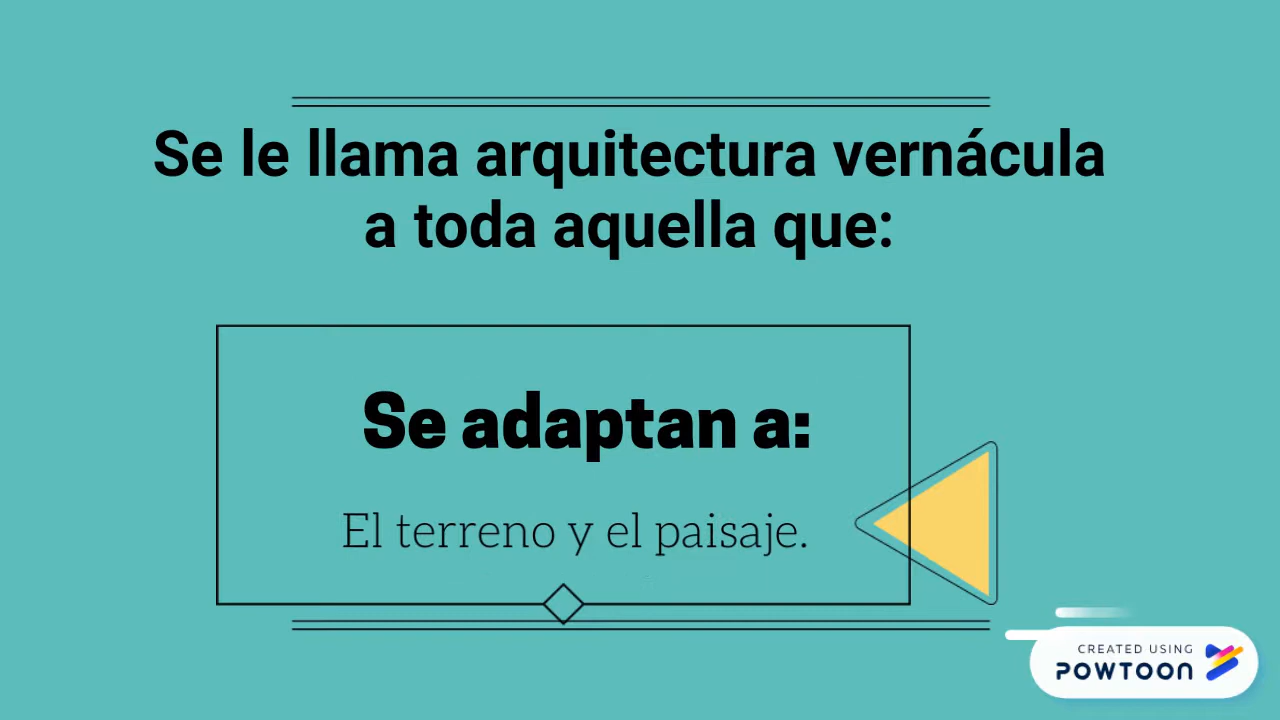 Se le llama arquitectura vernácula
a toda aquella que:
Se adaptan a:
El terreno y el paisaje.
CREATED USING
POWTOON